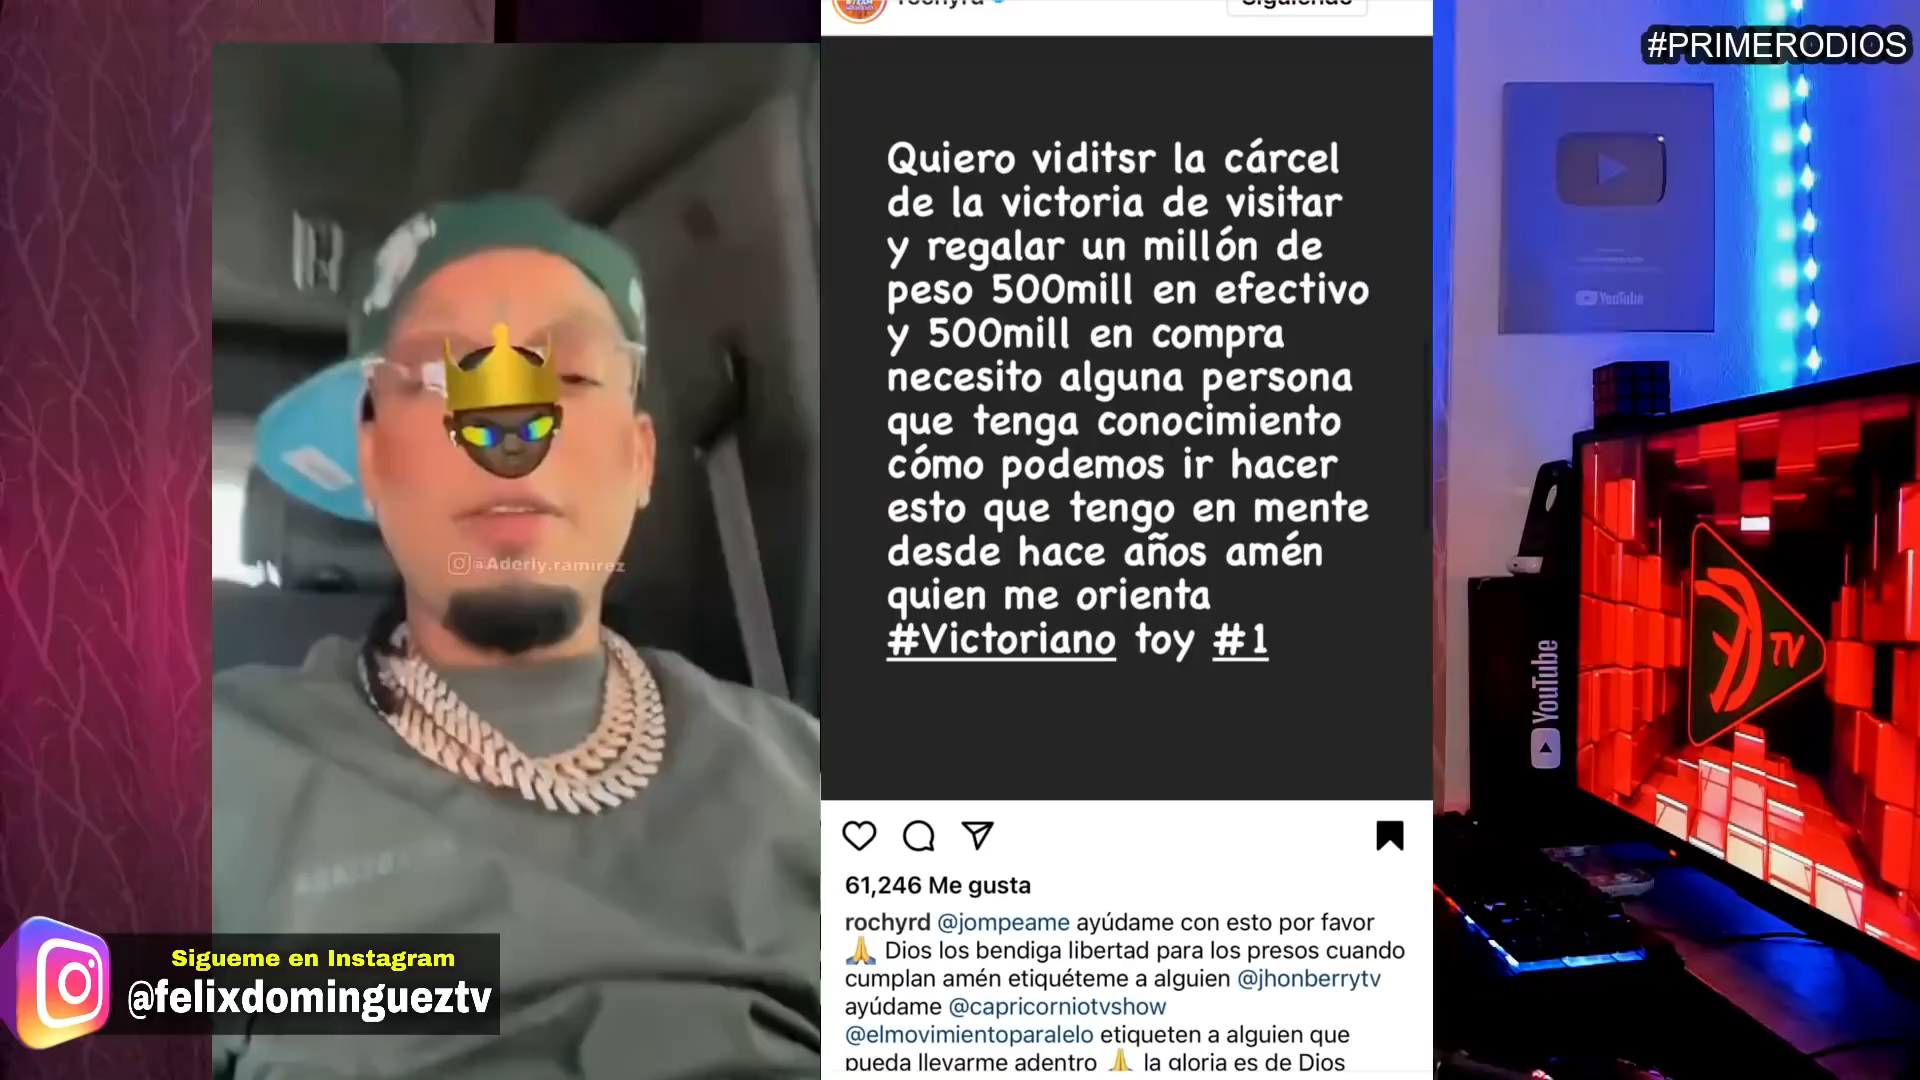 rochyrd
Siguiendo
#PRIMERODIOS
Quiero viditsr la cárcel
de la victoria de visitar
y regalar un millón de
peso 500mill en efectivo
y 500mill en compra
necesito alguna persona
que tenga conocimiento
cómo podemos ir hacer
esto que tengo en mente
desde hace años amén
quien me orienta
#Victoriano toy #1
YouTube
@Aderly.ramirez
YouTube
TV
61,246 Me gusta
rochyrd @jompeame ayúdame con esto por favor
🙏 Dios los bendiga libertad para los presos cuando
cumplan amén etiquéteme a alguien @jhonberrytv
ayúdame @capricorniotvshow
@elmovimientoparalelo etiqueten a alguien que
pueda llevarme adentro 🙏 la gloria es de Dios
Sigueme en Instagram
@felixdomingueztv